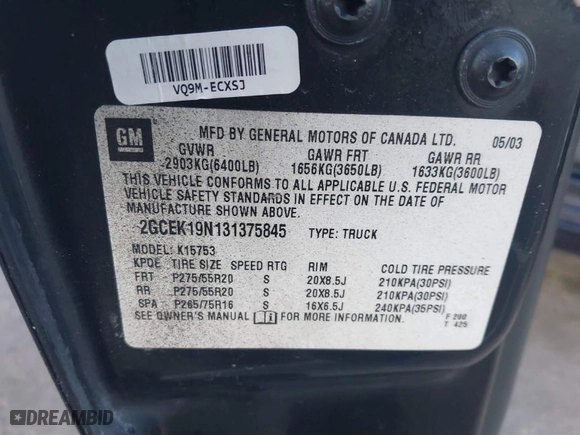 VQ9M-ECXSJ
GM
MFD BY GENERAL MOTORS OF CANADA LTD. 05/03
GVWR GAWR FRT GAWR RR
2903KG(6400LB) 1656KG(3650LB) 1633KG(3600LB)
THIS VEHICLE CONFORMS TO ALL APPLICABLE U.S. FEDERAL MOTOR
VEHICLE SAFETY STANDARDS IN EFFECT ON THE DATE OF
MANUFACTURE SHOWN ABOVE.
2GCEK19N131375845 TYPE: TRUCK
MODEL: K15753
KPOE TIRE SIZE SPEED RTG RIM COLD TIRE PRESSURE
FRT P275/55R20 S 20X8.5J 210KPA(30PSI)
RR P275/55R20 S 20X8.5J 210KPA(30PSI)
SPA P265/75R16 S 16X6.5J 240KPA(35PSI)
SEE OWNER'S MANUAL FOR MORE INFORMATION. F 200
T 425
DREAMBID